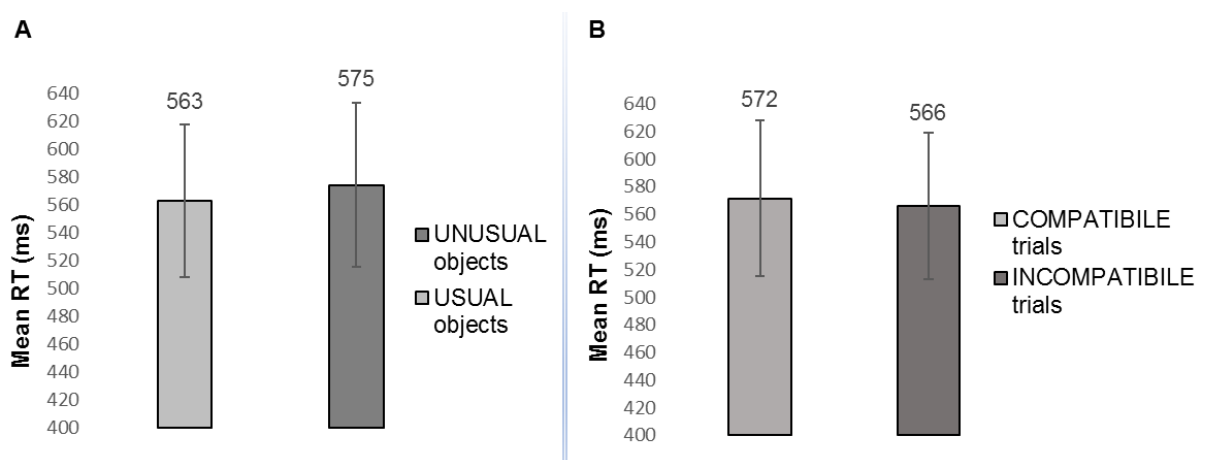 A
Mean RT (ms)
640
620
600
580
560
540
520
500
480
460
440
420
400
563
575
UNUSUAL
objects
USUAL
objects
B
Mean RT (ms)
640
620
600
580
560
540
520
500
480
460
440
420
400
572
566
COMPATIBILE
trials
INCOMPATIBILE
trials